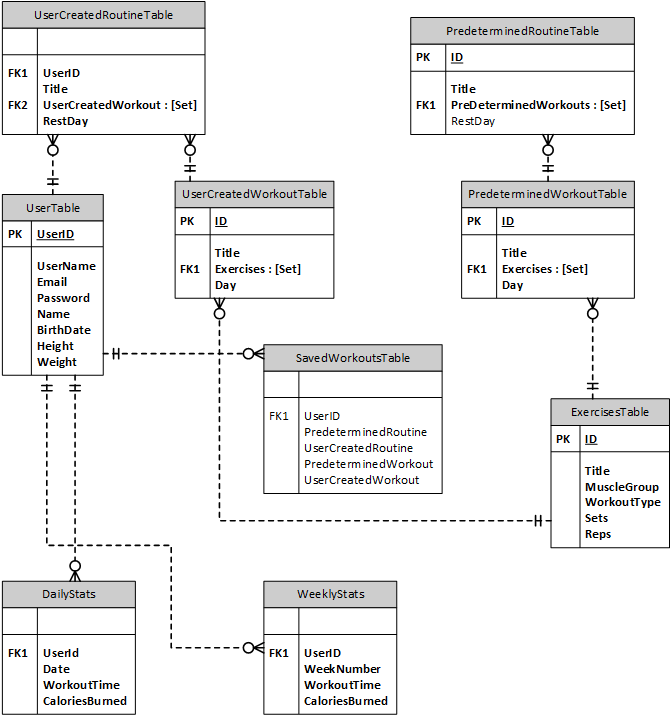 UserCreatedRoutineTable
FK1 UserID
Title
FK2 UserCreatedWorkout : [Set]
RestDay
PredeterminedRoutineTable
PK ID
Title
FK1 PreDeterminedWorkouts : [Set]
RestDay
UserTable
PK UserID
UserName
Email
Password
Name
BirthDate
Height
Weight
UserCreatedWorkoutTable
PK ID
Title
FK1 Exercises : [Set]
Day
PredeterminedWorkoutTable
PK ID
Title
FK1 Exercises : [Set]
Day
SavedWorkoutsTable
FK1 UserID
PredeterminedRoutine
UserCreatedRoutine
PredeterminedWorkout
UserCreatedWorkout
ExercisesTable
PK ID
Title
MuscleGroup
WorkoutType
Sets
Reps
DailyStats
FK1 UserId
Date
WorkoutTime
CaloriesBurned
WeeklyStats
FK1 UserID
WeekNumber
WorkoutTime
CaloriesBurned